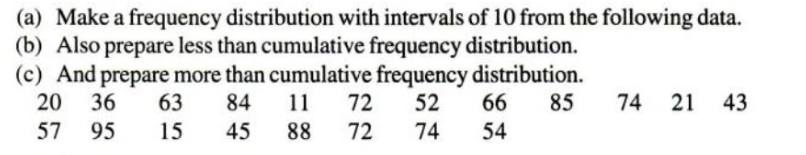 (a) Make a frequency distribution with intervals of 10 from the following data.
(b) Also prepare less than cumulative frequency distribution.
(c) And prepare more than cumulative frequency distribution.
20 36 63 84 11 72 52 66 85 74 21 43
57 95 15 45 88 72 74 54